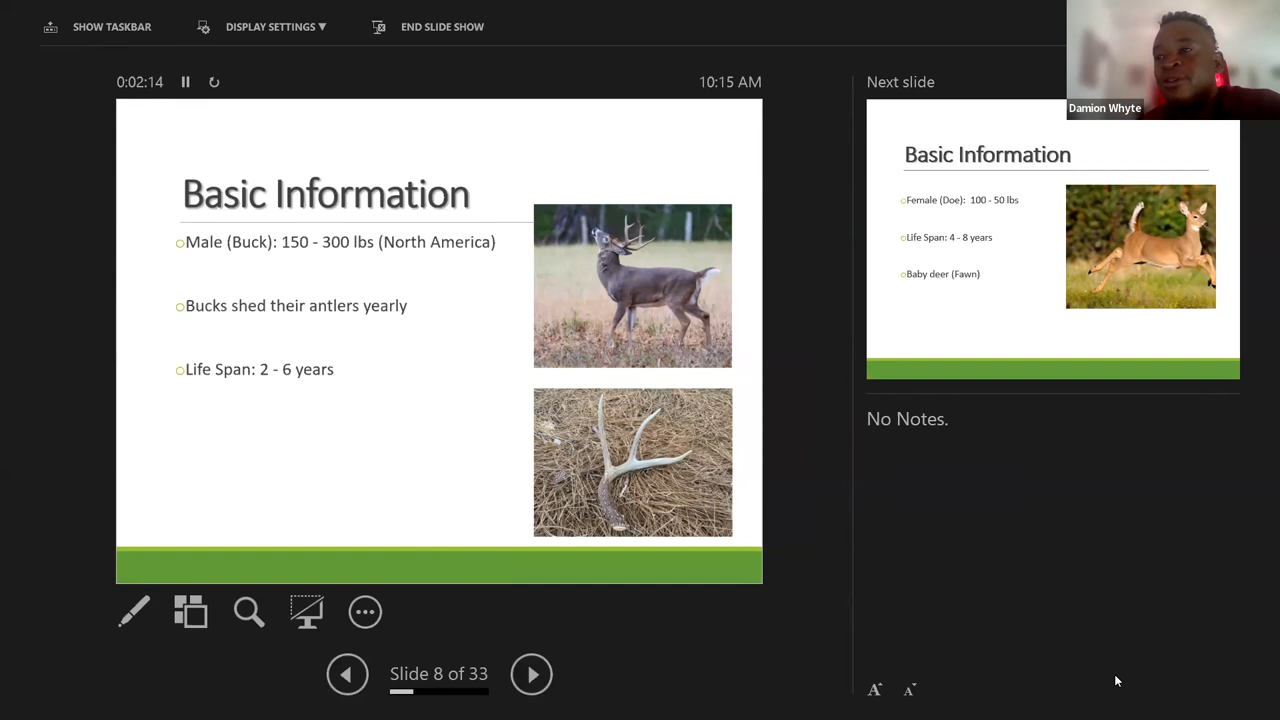 SHOW TASKBAR
DISPLAY SETTINGS ▼
END SLIDE SHOW
Damion Whyte
0:02:14
10:15 AM
Next slide
Basic Information
Male (Buck): 150 - 300 lbs (North America)
Bucks shed their antlers yearly
Life Span: 2 - 6 years
Basic Information
Female (Doe): 100 - 50 lbs
Life Span: 4 - 8 years
Baby deer (Fawn)
No Notes.
Slide 8 of 33
A A